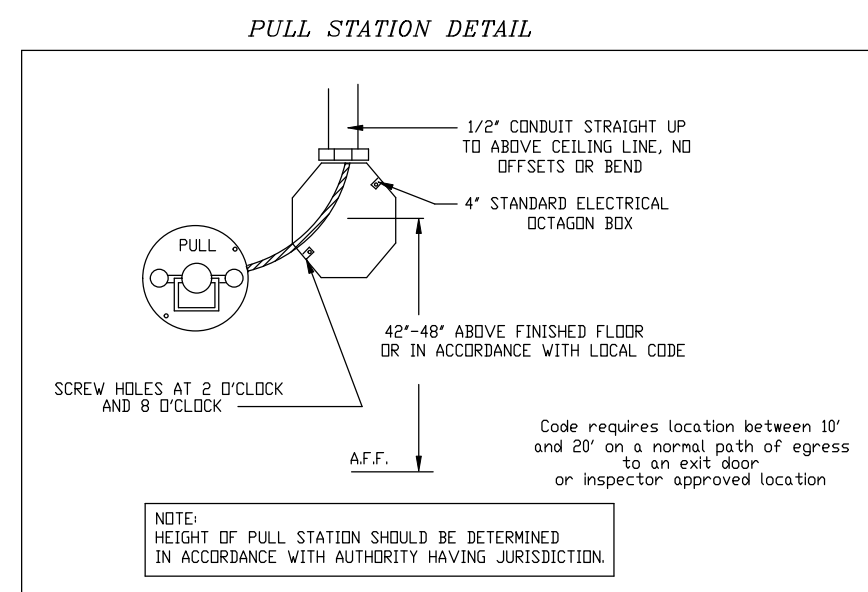 PULL STATION DETAIL
1/2" CONDUIT STRAIGHT UP
TO ABOVE CEILING LINE, NO
OFFSETS OR BEND
4" STANDARD ELECTRICAL
OCTAGON BOX
PULL
42"-48" ABOVE FINISHED FLOOR
OR IN ACCORDANCE WITH LOCAL CODE
SCREW HOLES AT 2 O'CLOCK
AND 8 O'CLOCK
Code requires location between 10'
and 20' on a normal path of egress
to an exit door
or inspector approved location
A.F.F.
NOTE:
HEIGHT OF PULL STATION SHOULD BE DETERMINED
IN ACCORDANCE WITH AUTHORITY HAVING JURISDICTION.